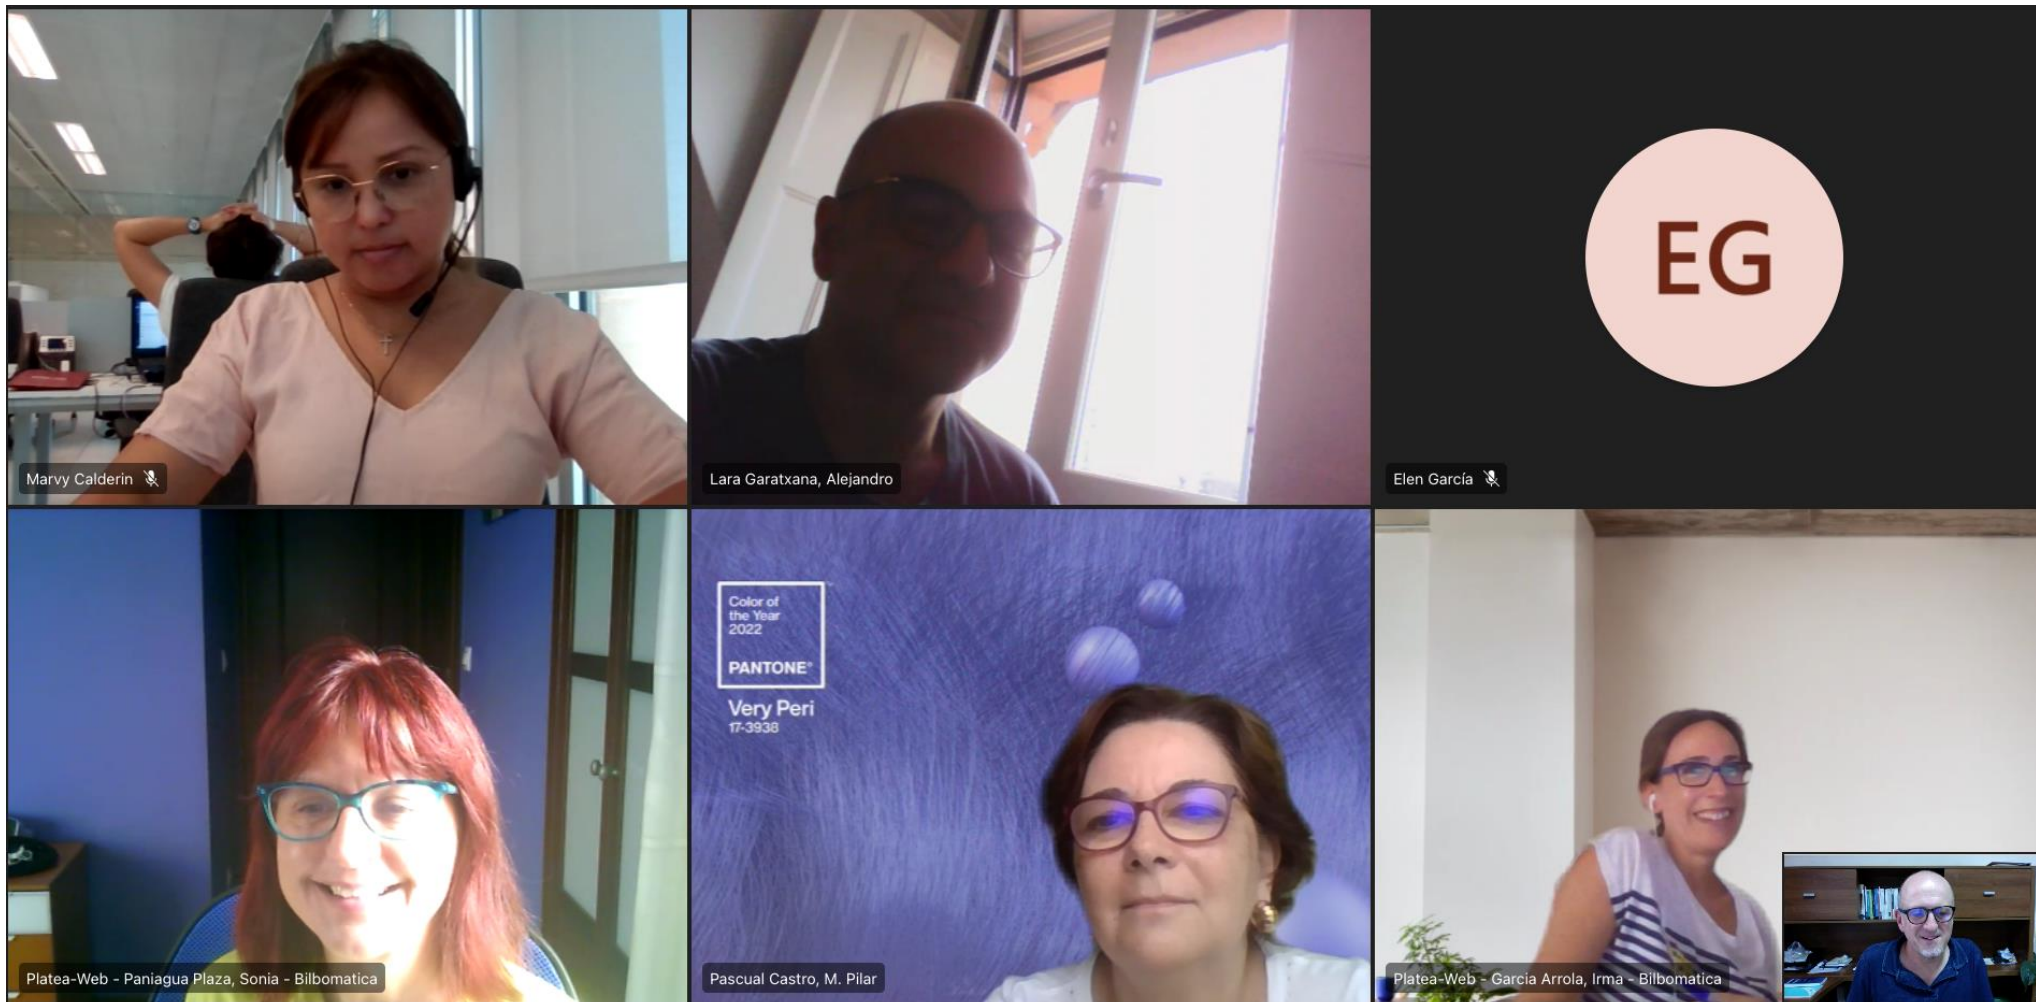 Marvy Calderin
Lara Garatxana, Alejandro
EG
Elen García
Color of
the Year
2022
PANTONE®
Very Peri
17-3938
Platea-Web - Paniagua Plaza, Sonia - Bilbomatica
Pascual Castro, M. Pilar
Platea-Web - Garcia Arrola, Irma - Bilbomatica